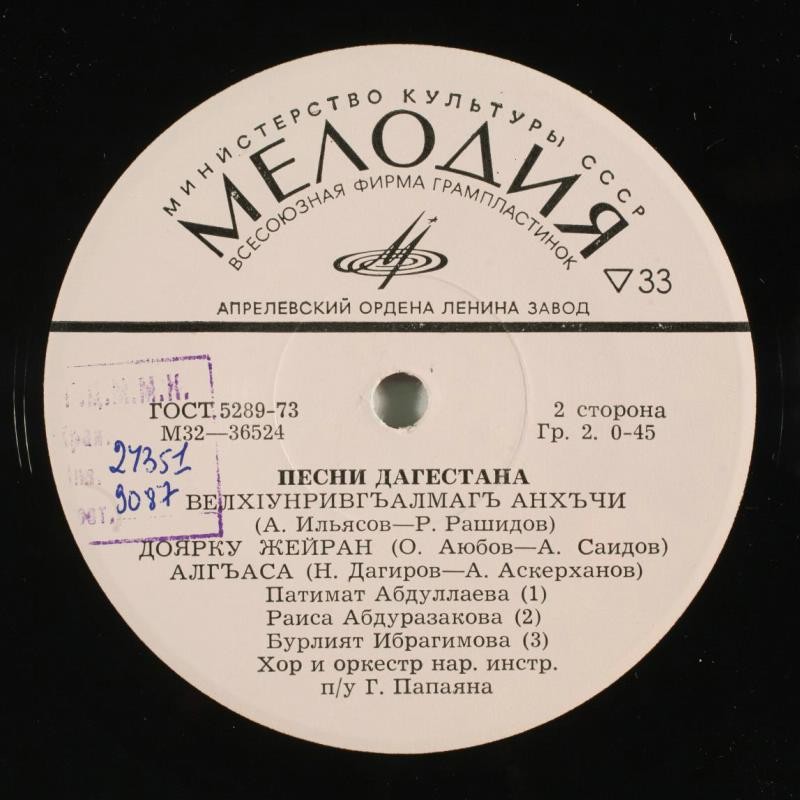 МИНИСТЕРСТВО КУЛЬТУРЫ СССР
МЕЛОДИЯ
ВСЕСОЮЗНАЯ ФИРМА ГРАМПЛАСТИНОК
▽33
АПРЕЛЕВСКИЙ ОРДЕНА ЛЕНИНА ЗАВОД
Г.Ц.М.М.К.
ГОСТ 5289-73
М32—36524
2 сторона
Гр. 2. 0-45
21351
9087
ПЕСНИ ДАГЕСТАНА
ВЕЛХIУНРИВГЪАЛМАГЪ АНХЪЧИ
(А. Ильясов—Р. Рашидов)
ДОЯРКУ ЖЕЙРАН (О. Аюбов—А. Саидов)
АЛГЪАСА (Н. Дагиров—А. Аскерханов)
Патимат Абдуллаева (1)
Раиса Абдуразакова (2)
Бурлият Ибрагимова (3)
Хор и оркестр нар. инстр.
п/у Г. Папаяна